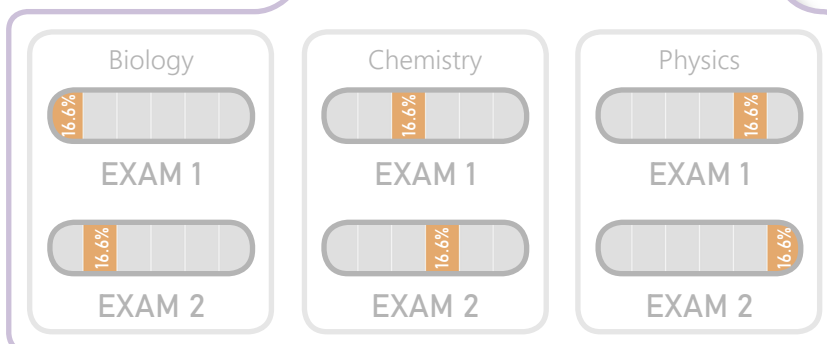 Biology
16.6%
EXAM 1
16.6%
EXAM 2
Chemistry
16.6%
EXAM 1
16.6%
EXAM 2
Physics
16.6%
EXAM 1
16.6%
EXAM 2